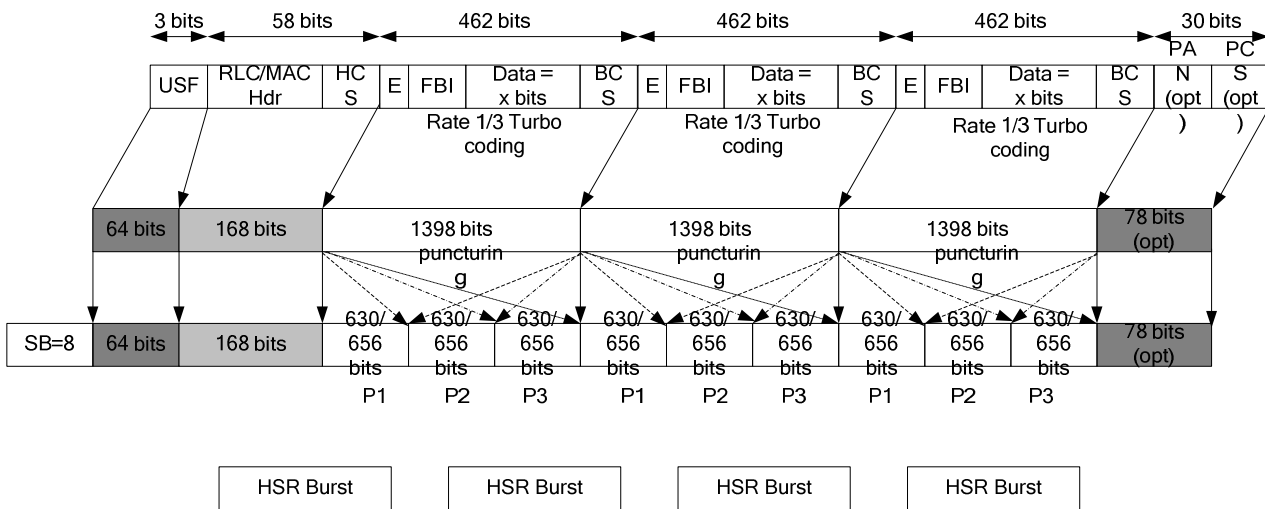 3 bits 58 bits 462 bits 462 bits 462 bits 30 bits
USF RLC/MAC Hdr HC S E FBI Data = x bits BC S E FBI Data = x bits BC S E FBI Data = x bits BC S PA N (opt ) PC S (opt )
Rate 1/3 Turbo coding Rate 1/3 Turbo coding Rate 1/3 Turbo coding
64 bits 168 bits 1398 bits puncturin g 1398 bits puncturin g 1398 bits puncturin g 78 bits (opt)
SB=8 64 bits 168 bits 630/ 656 bits 630/ 656 bits 630/ 656 bits 630/ 656 bits 630/ 656 bits 630/ 656 bits 630/ 656 bits 630/ 656 bits 630/ 656 bits 78 bits (opt)
P1 P2 P3 P1 P2 P3 P1 P2 P3
HSR Burst HSR Burst HSR Burst HSR Burst